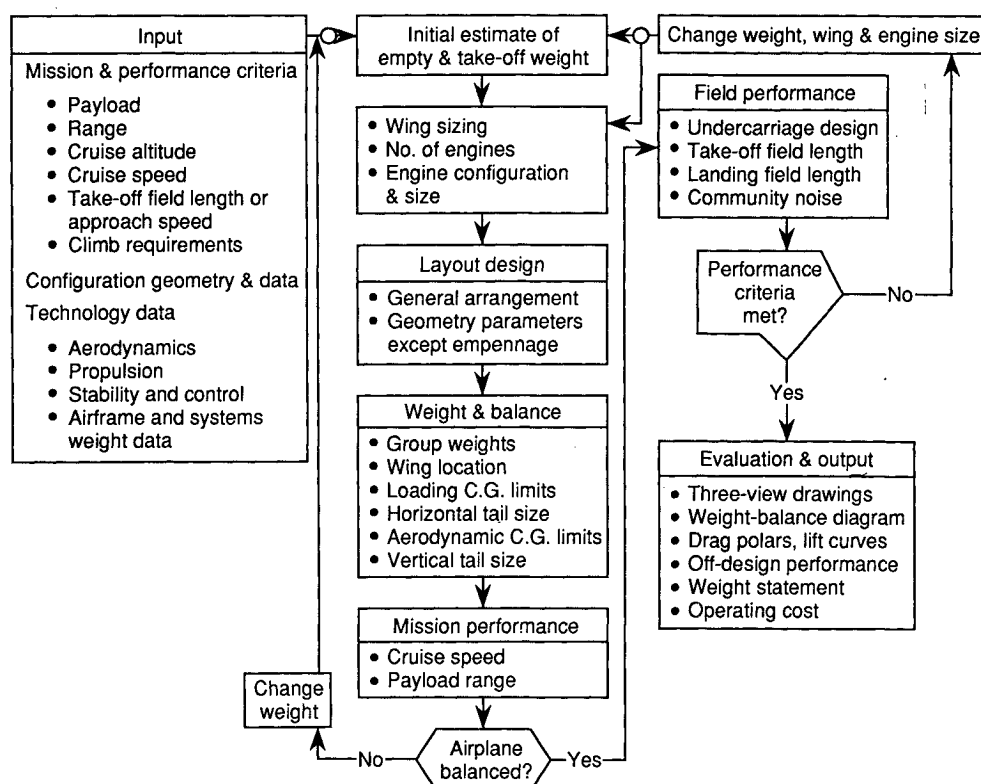 Input
Mission & performance criteria
• Payload
• Range
• Cruise altitude
• Cruise speed
• Take-off field length or
approach speed
• Climb requirements
Configuration geometry & data
Technology data
• Aerodynamics
• Propulsion
• Stability and control
• Airframe and systems
weight data
Initial estimate of
empty & take-off weight
• Wing sizing
• No. of engines
• Engine configuration
& size
Layout design
• General arrangement
• Geometry parameters
except empennage
Weight & balance
• Group weights
• Wing location
• Loading C.G. limits
• Horizontal tail size
• Aerodynamic C.G. limits
• Vertical tail size
Mission performance
• Cruise speed
• Payload range
Airplane
balanced?
No
Yes
Change
weight
Change weight, wing & engine size
Field performance
• Undercarriage design
• Take-off field length
• Landing field length
• Community noise
Performance
criteria
met?
No
Yes
Evaluation & output
• Three-view drawings
• Weight-balance diagram
• Drag polars, lift curves
• Off-design performance
• Weight statement
• Operating cost